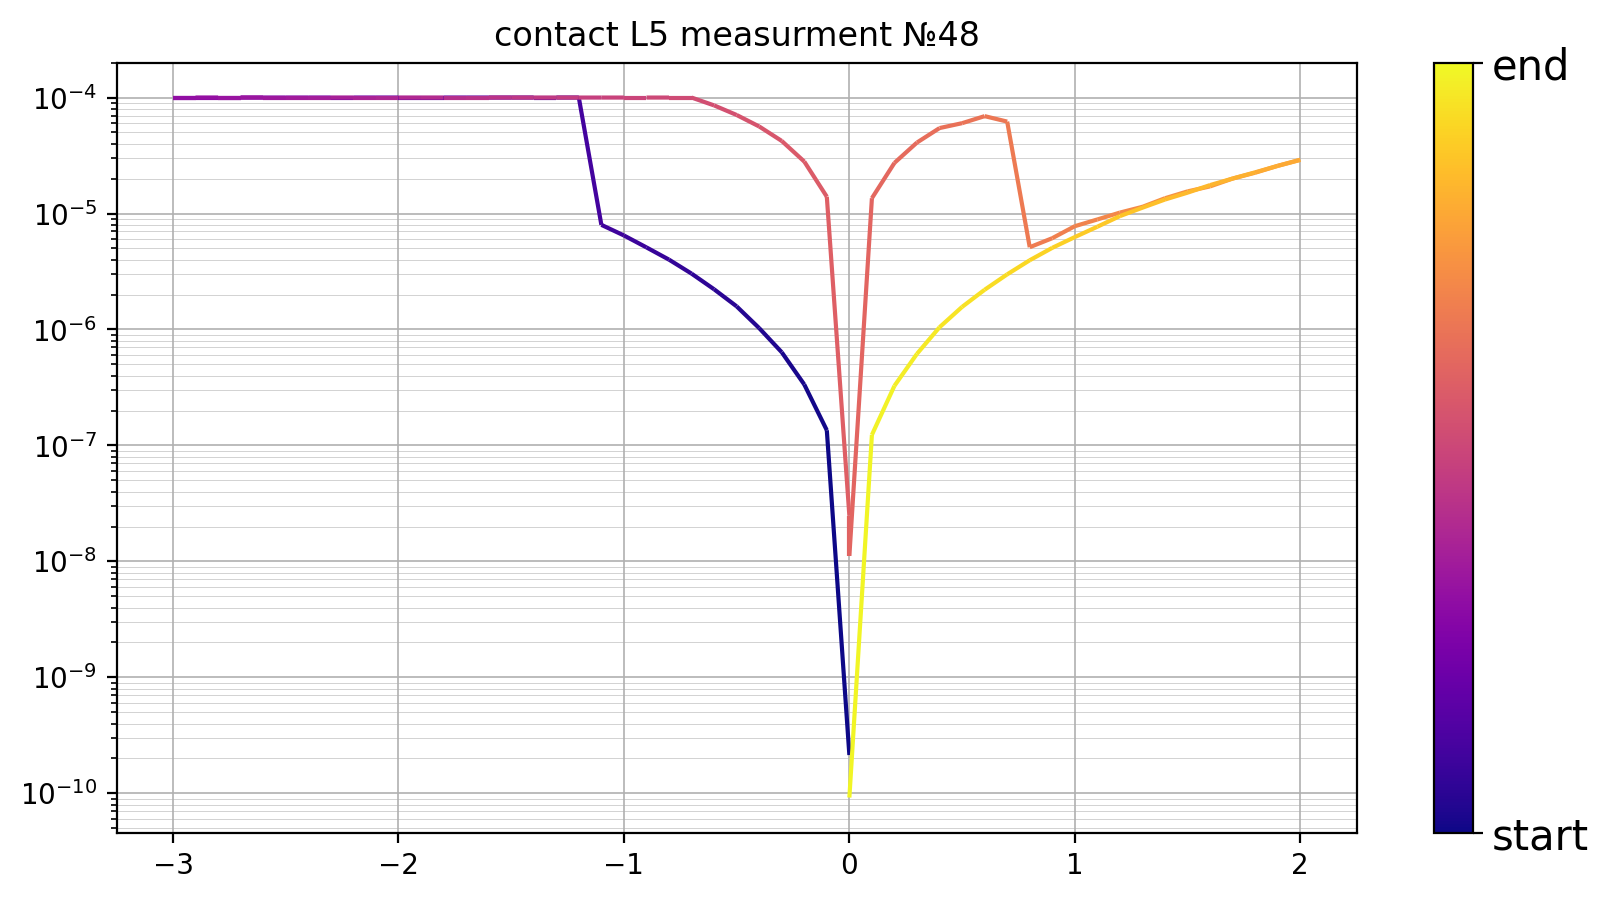 contact L5 measurment №48
10⁻⁴
10⁻⁵
10⁻⁶
10⁻⁷
10⁻⁸
10⁻⁹
10⁻¹⁰
−3 −2 −1 0 1 2
end
start